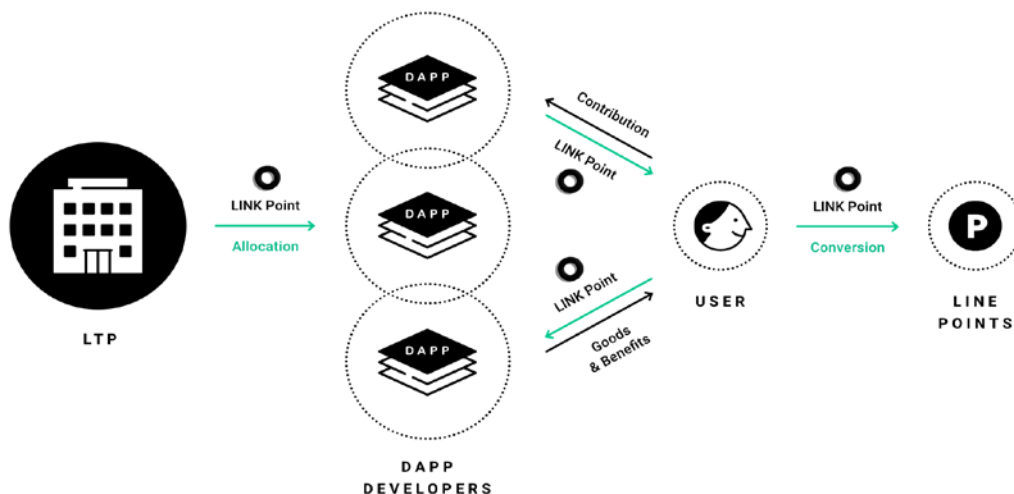 LTP
LINK Point
Allocation
DAPP
DAPP
DAPP
DAPP
DEVELOPERS
Contribution
LINK Point
LINK Point
Goods
& Benefits
USER
LINK Point
Conversion
P
LINE
POINTS